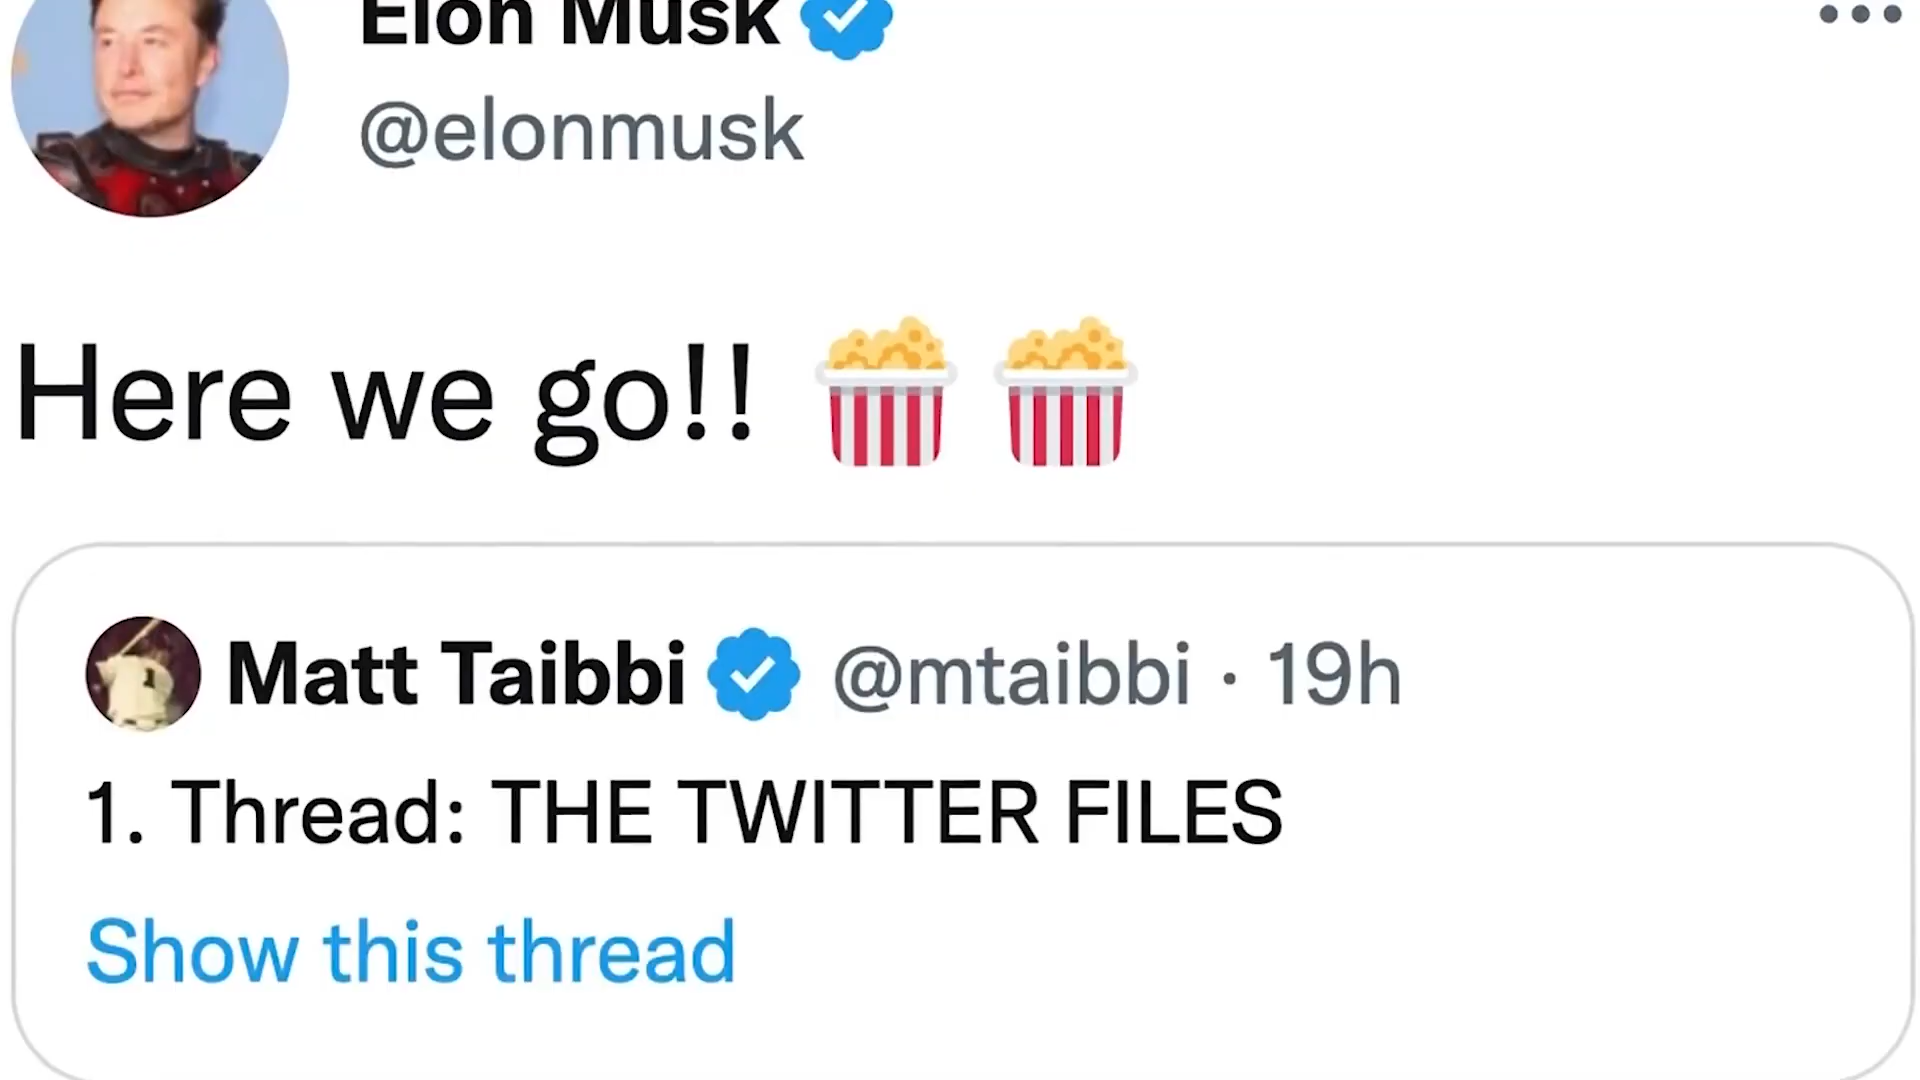 Elon Musk
@elonmusk
Here we go!! 🍿 🍿
Matt Taibbi @mtaibbi · 19h
1. Thread: THE TWITTER FILES
Show this thread